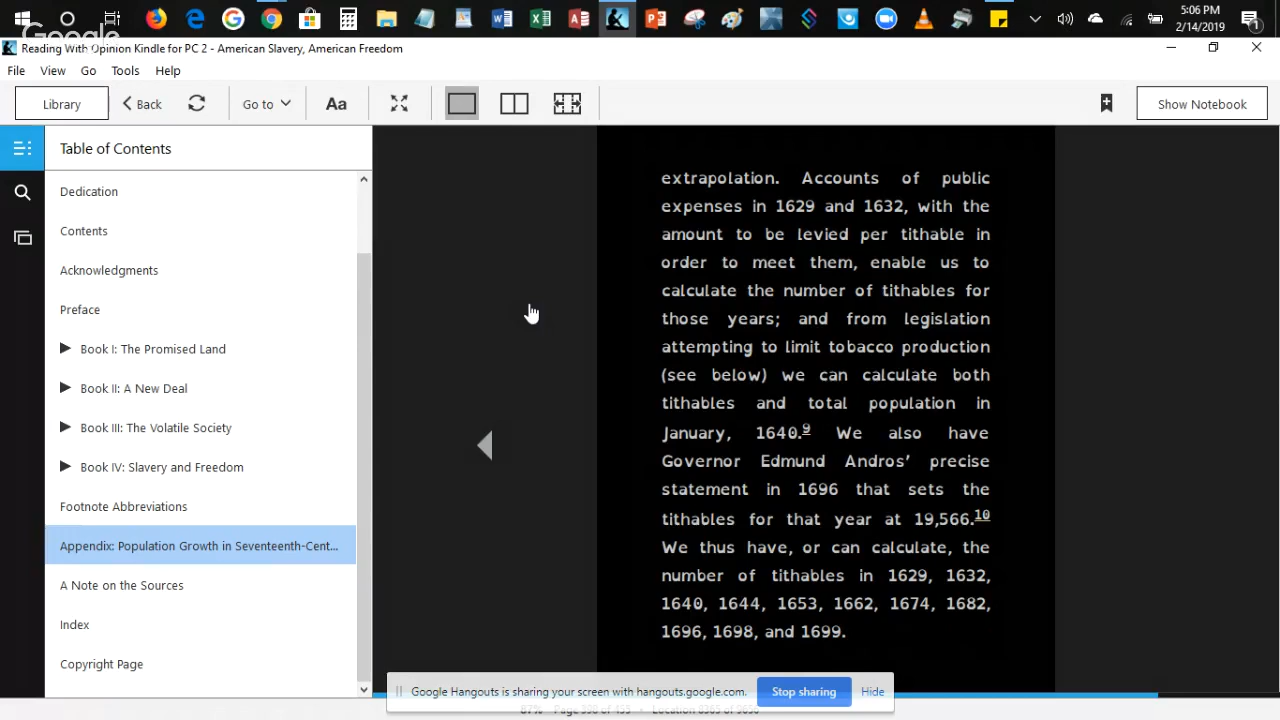 5:06 PM
2/14/2019
1
Google
Reading With Opinion Kindle for PC 2 - American Slavery, American Freedom
File View Go Tools Help
Library Back Go to Aa Show Notebook
Table of Contents
Dedication
Contents
Acknowledgments
Preface
Book I: The Promised Land
Book II: A New Deal
Book III: The Volatile Society
Book IV: Slavery and Freedom
Footnote Abbreviations
Appendix: Population Growth in Seventeenth-Cent...
A Note on the Sources
Index
Copyright Page
extrapolation. Accounts of public
expenses in 1629 and 1632, with the
amount to be levied per tithable in
order to meet them, enable us to
calculate the number of tithables for
those years; and from legislation
attempting to limit tobacco production
(see below) we can calculate both
tithables and total population in
January, 1640.9 We also have
Governor Edmund Andros’ precise
statement in 1696 that sets the
tithables for that year at 19,566.10
We thus have, or can calculate, the
number of tithables in 1629, 1632,
1640, 1644, 1653, 1662, 1674, 1682,
1696, 1698, and 1699.
Google Hangouts is sharing your screen with hangouts.google.com. Stop sharing Hide